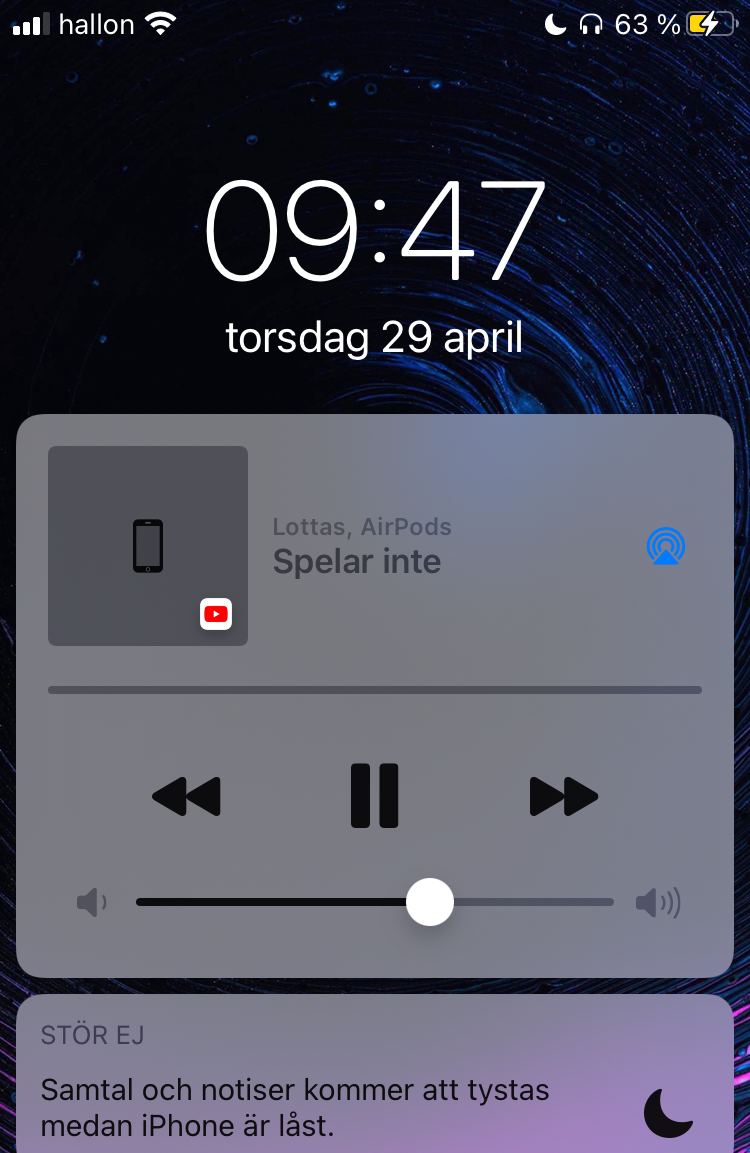 hallon 63 %
09:47
torsdag 29 april
Lottas, AirPods
Spelar inte
STÖR EJ
Samtal och notiser kommer att tystas
medan iPhone är låst.